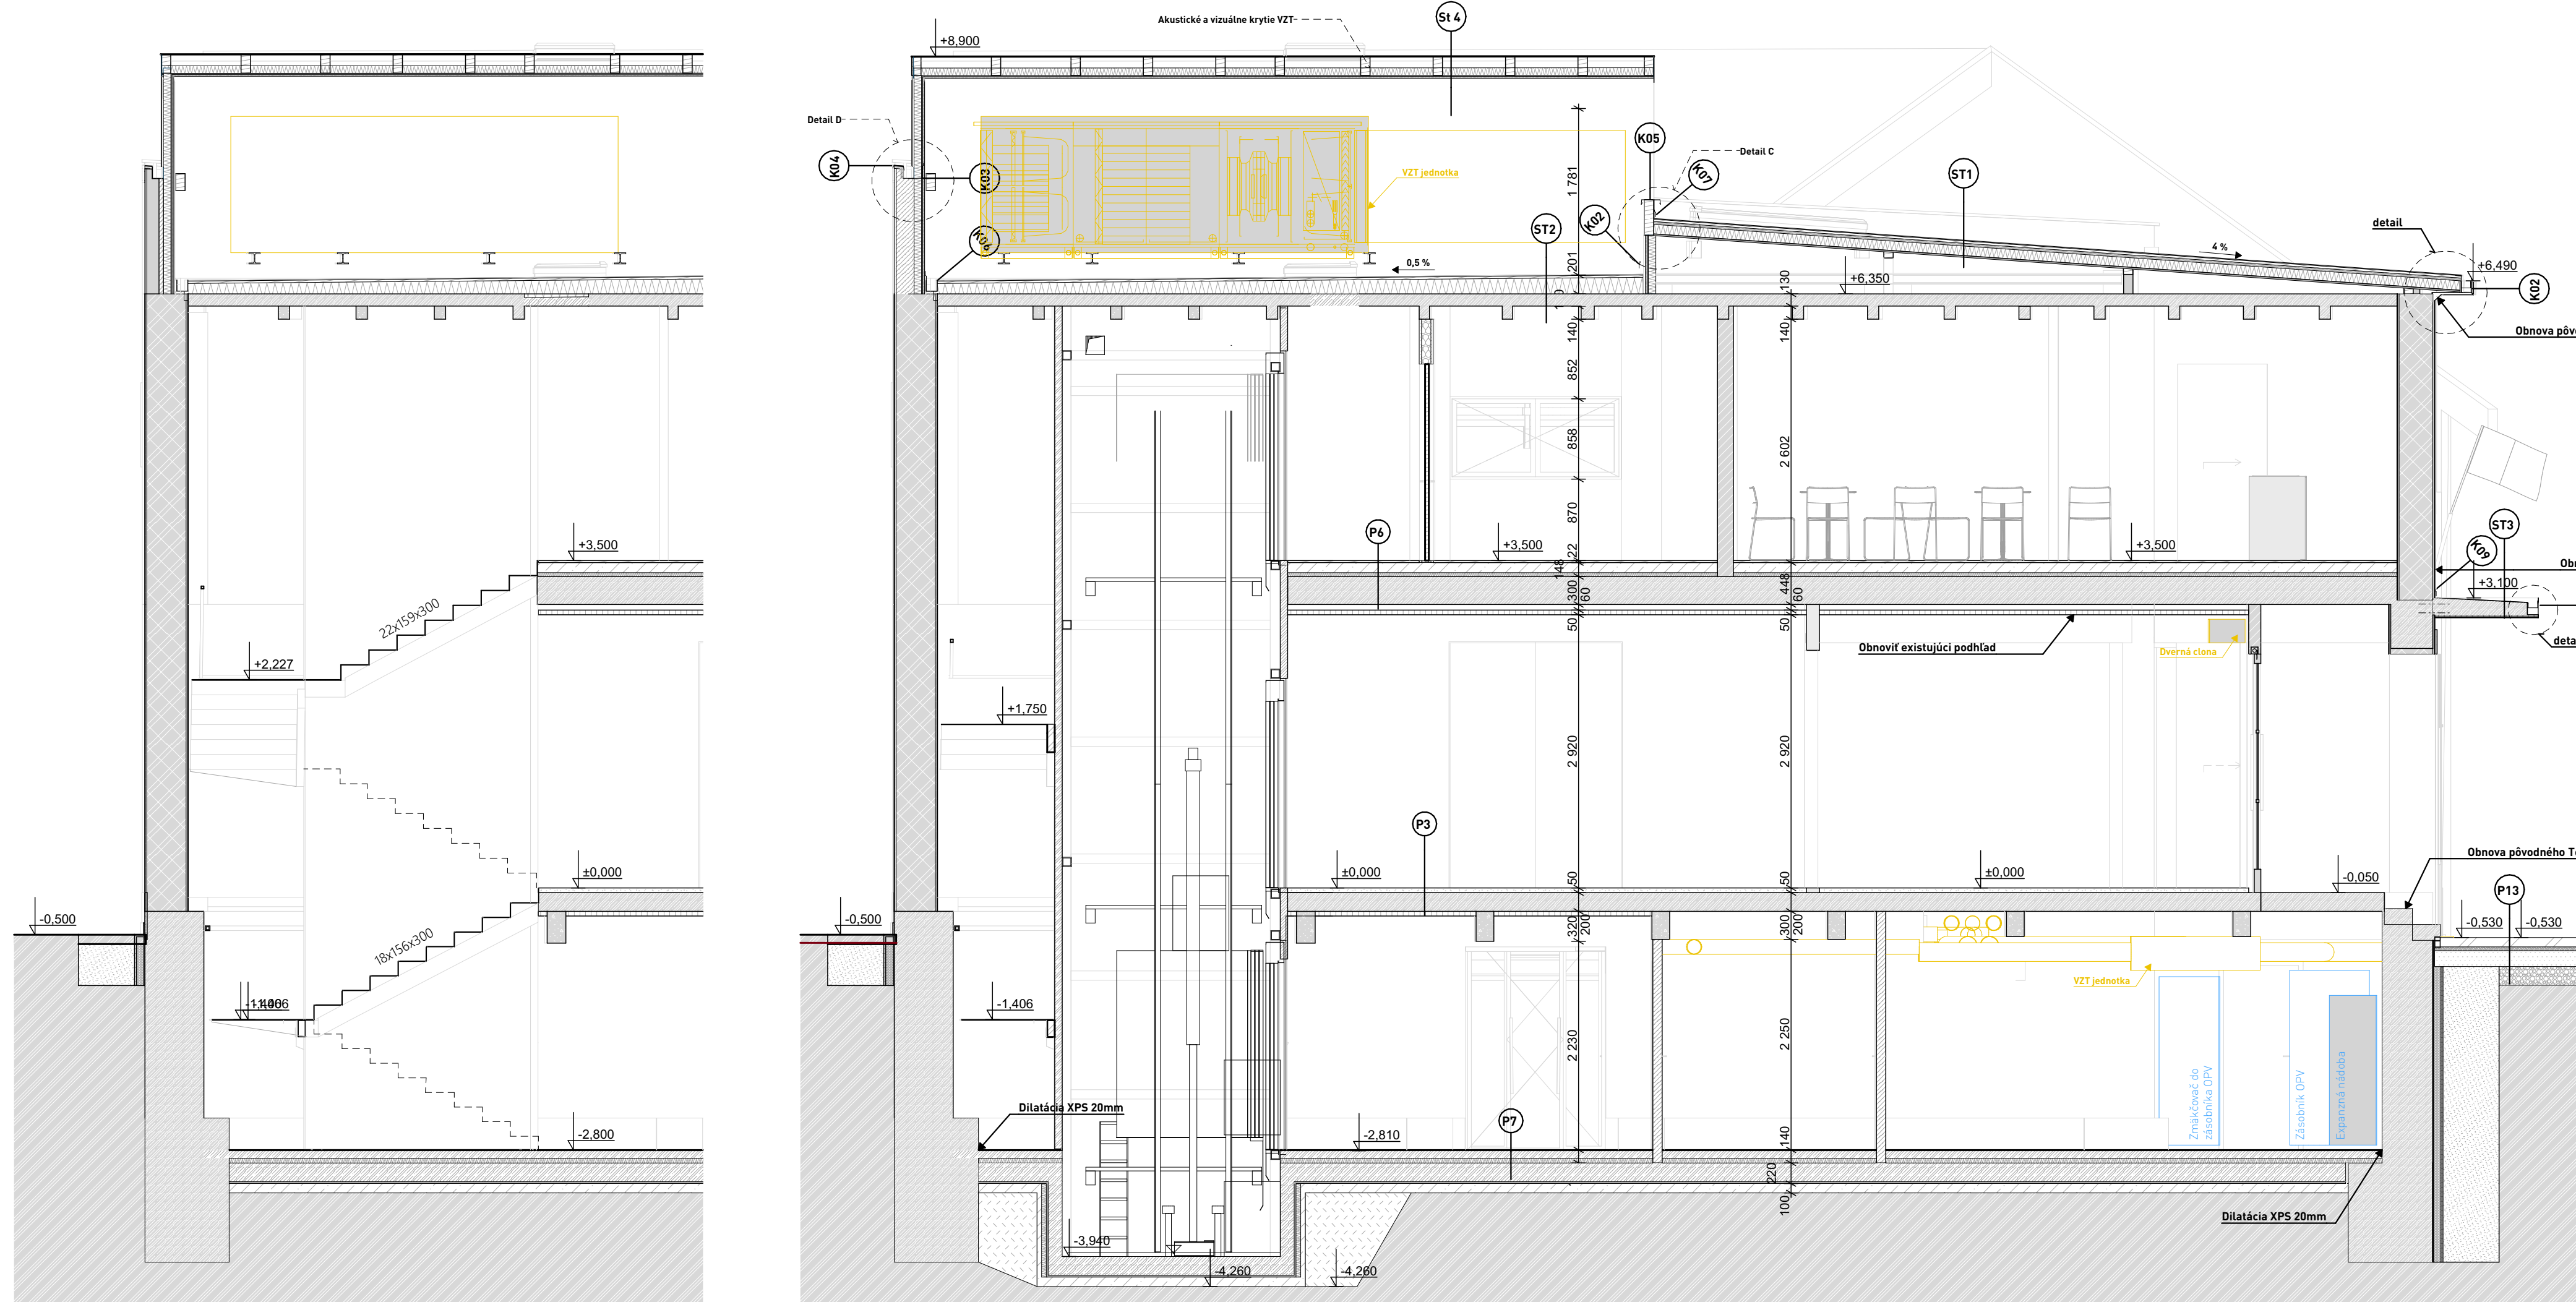 Akustické a vizuálne krytie VZT
St 4
+8,900
Detail D
K04
K03
K06
VZT jednotka
K05
K07
Detail C
K02
ST2
ST1
detail
4 %
0,5 %
+6,350
+6,490
K02
1 781
201
130
140
140
852
858
2 602
870
22
148
300
60
50
448
60
50
Obnova pôv
+3,500
P6
+3,500
+3,500
ST3
K09
+3,100
22x159x300
+2,227
+1,750
Obnoviť existujúci podhľad
Dverná clona
2 920
2 920
P3
±0,000
±0,000
±0,000
50
50
-0,050
Obnova pôvodného T
P13
-0,500
-0,500
-0,530
-0,530
18x156x300
320
200
300
200
VZT jednotka
-1,406
-1,406
2 230
2 250
Zmäkčovač do
zásobníka OPV
Zásobník OPV
Expanzná nádoba
Dilatácia XPS 20mm
P7
-2,800
-2,810
140
220
100
Dilatácia XPS 20mm
-3,940
-4,260
-4,260